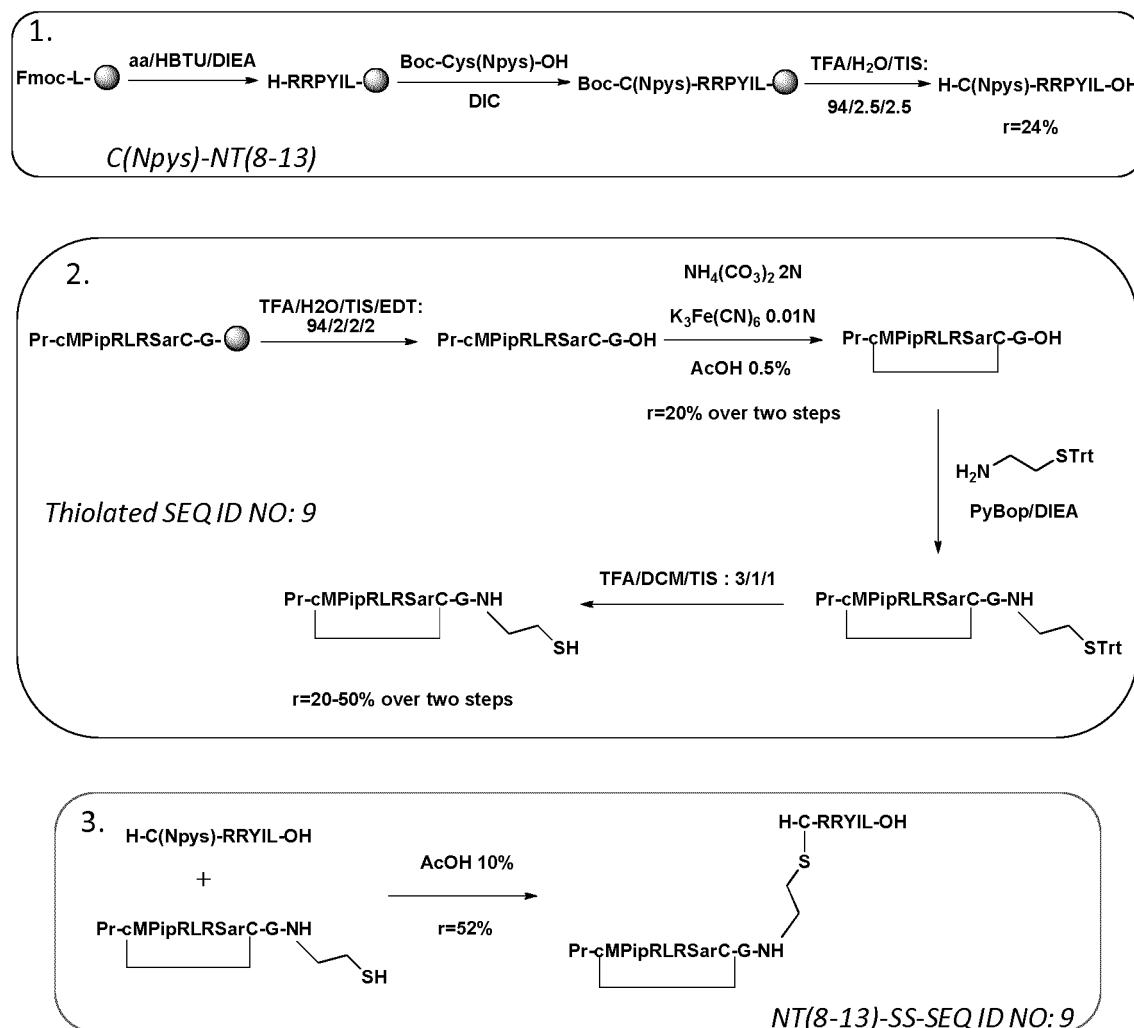 1.
Fmoc-L-
aa/HBTU/DIEA
H-RRPYIL-
Boc-Cys(Npys)-OH
DIC
Boc-C(Npys)-RRPYIL-
TFA/H₂O/TIS:
94/2.5/2.5
H-C(Npys)-RRPYIL-OH
r=24%
C(Npys)-NT(8-13)
2.
Pr-cMPipRLRSarC-G-
TFA/H2O/TIS/EDT:
94/2/2/2
Pr-cMPipRLRSarC-G-OH
NH₄(CO₃)₂ 2N
K₃Fe(CN)₆ 0.01N
AcOH 0.5%
r=20% over two steps
Pr-cMPipRLRSarC-G-OH
H₂N
STrt
PyBop/DIEA
Thiolated SEQ ID NO: 9
Pr-cMPipRLRSarC-G-NH
SH
TFA/DCM/TIS : 3/1/1
Pr-cMPipRLRSarC-G-NH
STrt
r=20-50% over two steps
3.
H-C(Npys)-RRYIL-OH
+
Pr-cMPipRLRSarC-G-NH
SH
AcOH 10%
r=52%
H-C-RRYIL-OH
S
Pr-cMPipRLRSarC-G-NH
NT(8-13)-SS-SEQ ID NO: 9